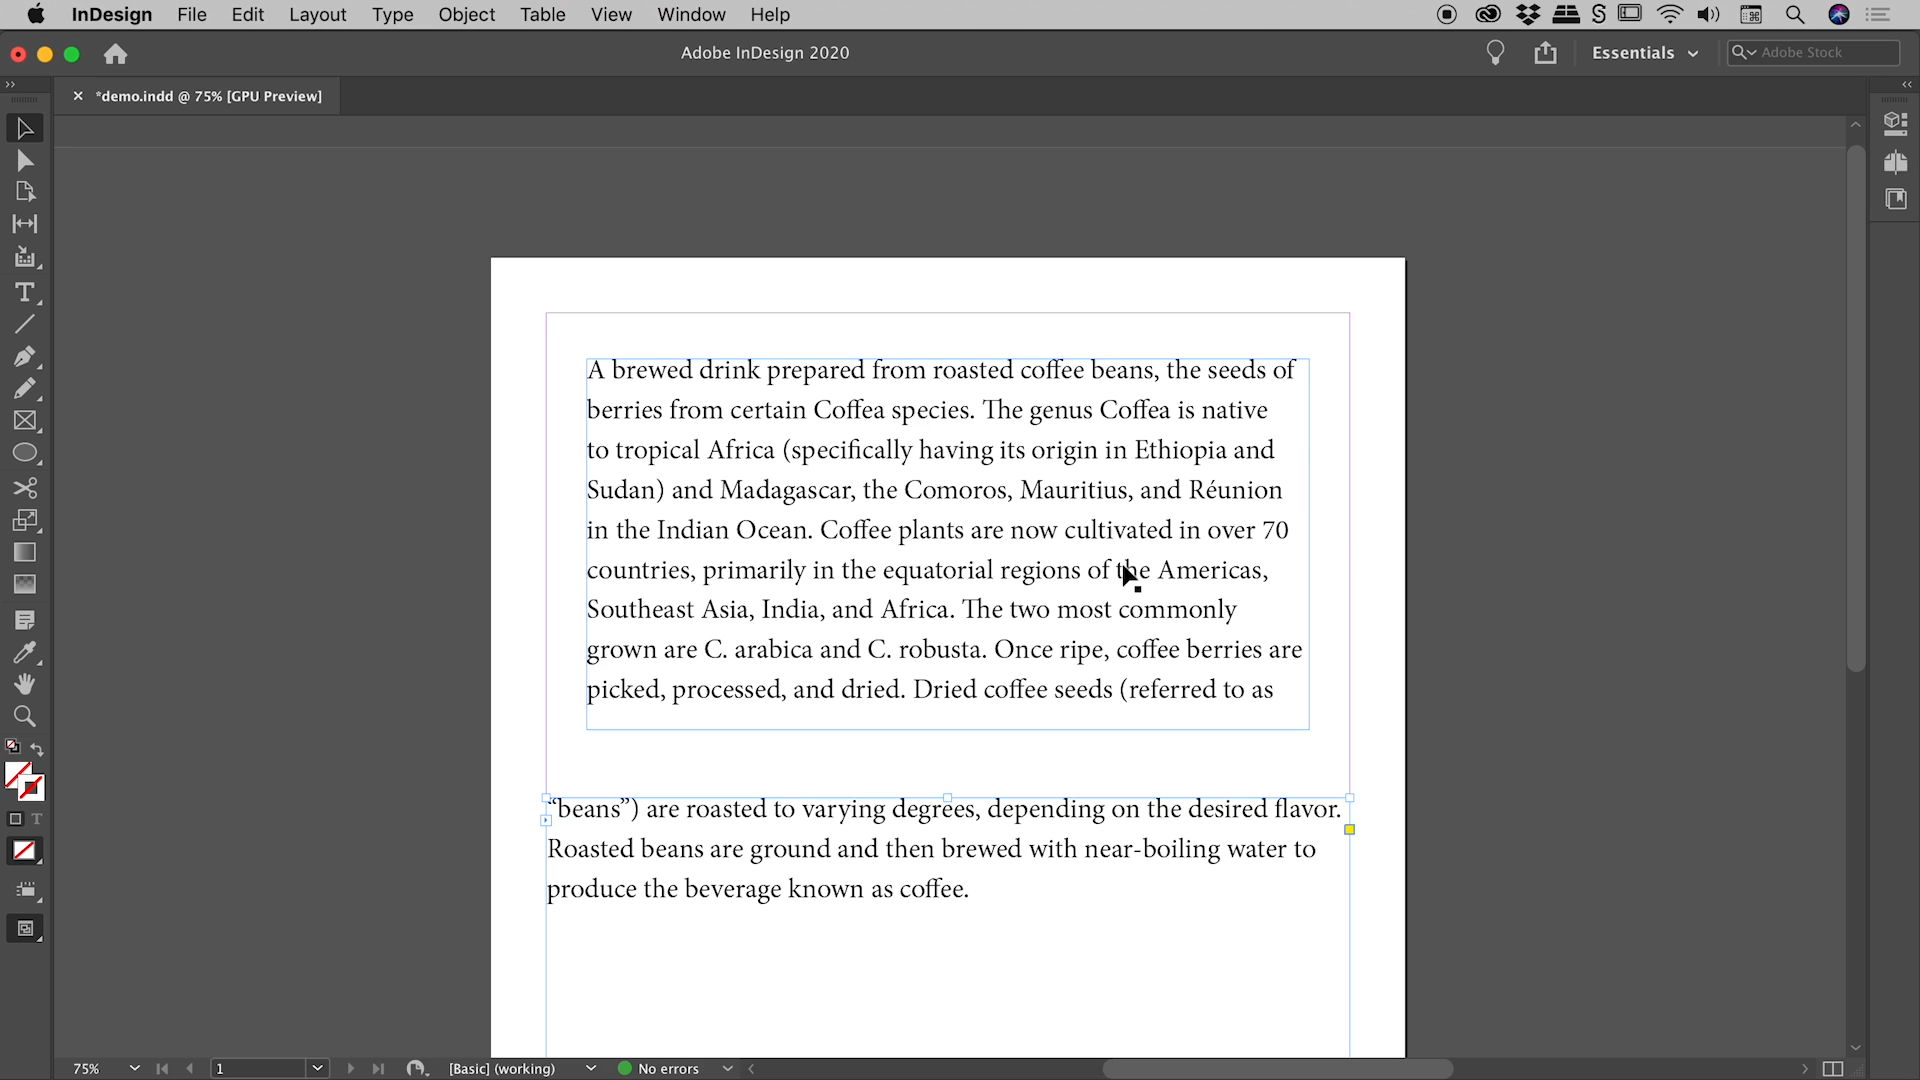 InDesign File Edit Layout Type Object Table View Window Help
Adobe InDesign 2020
Essentials
Adobe Stock
*demo.indd @ 75% [GPU Preview]
A brewed drink prepared from roasted coffee beans, the seeds of
berries from certain Coffea species. The genus Coffea is native
to tropical Africa (specifically having its origin in Ethiopia and
Sudan) and Madagascar, the Comoros, Mauritius, and Réunion
in the Indian Ocean. Coffee plants are now cultivated in over 70
countries, primarily in the equatorial regions of the Americas,
Southeast Asia, India, and Africa. The two most commonly
grown are C. arabica and C. robusta. Once ripe, coffee berries are
picked, processed, and dried. Dried coffee seeds (referred to as
“beans”) are roasted to varying degrees, depending on the desired flavor.
Roasted beans are ground and then brewed with near-boiling water to
produce the beverage known as coffee.
75% 1 [Basic] (working) No errors